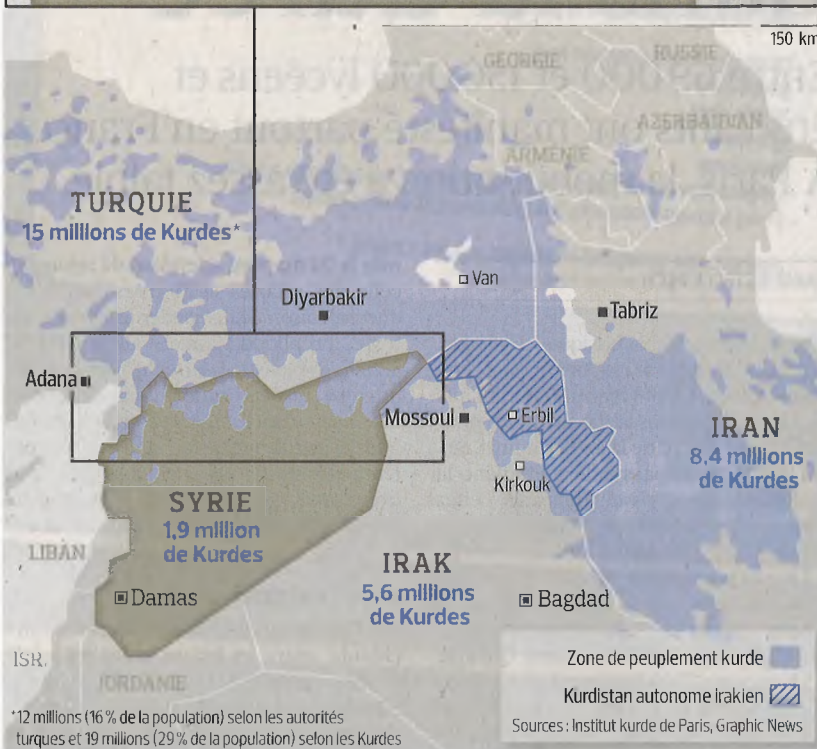 150 km
GEORGIE
RUSSIE
AZERBAÏDJAN
ARMÉNIE
TURQUIE
15 millions de Kurdes*
Van
Diyarbakir
Tabriz
Adana
Mossoul
Erbil
IRAN
8,4 millions
de Kurdes
Kirkouk
SYRIE
1,9 million
de Kurdes
LIBAN
IRAK
5,6 millions
de Kurdes
Damas
Bagdad
ISR.
JORDANIE
Zone de peuplement kurde
Kurdistan autonome irakien
*12 millions (16 % de la population) selon les autorités
turques et 19 millions (29 % de la population) selon les Kurdes
Sources : Institut kurde de Paris, Graphic News